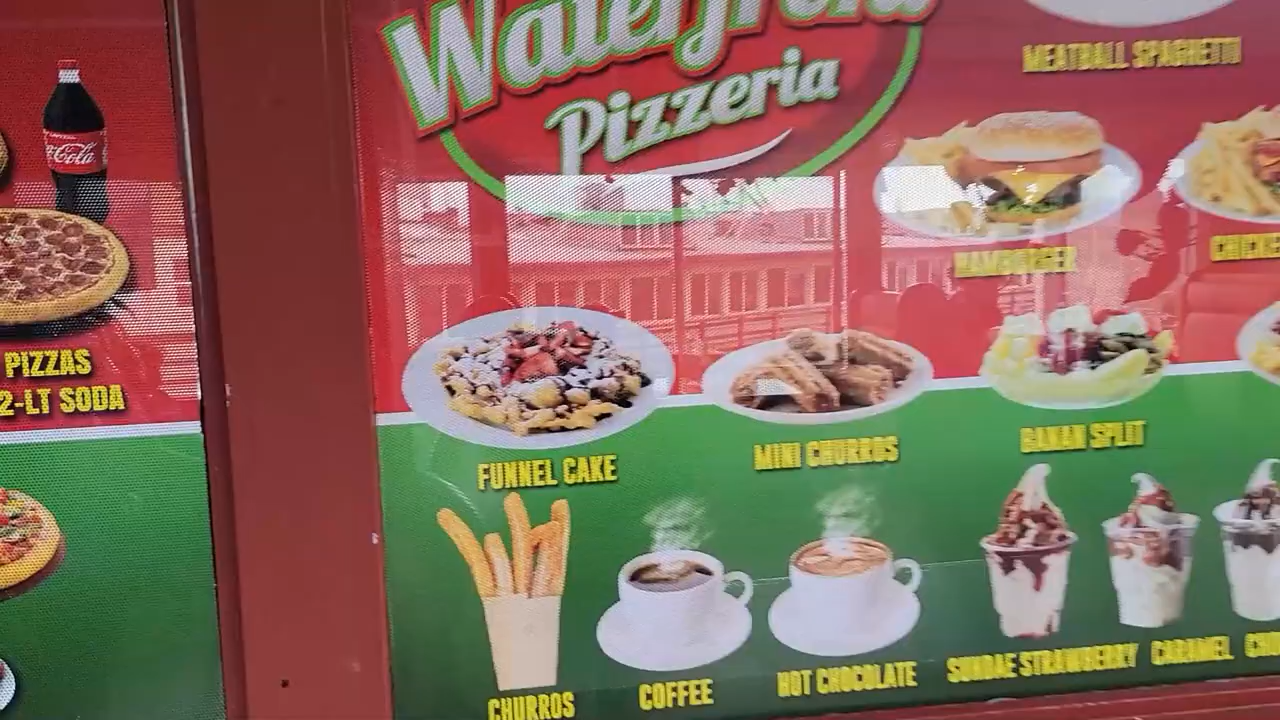 Waterfront
Pizzeria
MEATBALL SPAGHETTI
Coca-Cola
HAMBURGER
PIZZAS
2-LT SODA
FUNNEL CAKE
MINI CHURROS
BANAN SPLIT
CHURROS
COFFEE
HOT CHOCOLATE
SUNDAE STRAWBERRY
CARAMEL